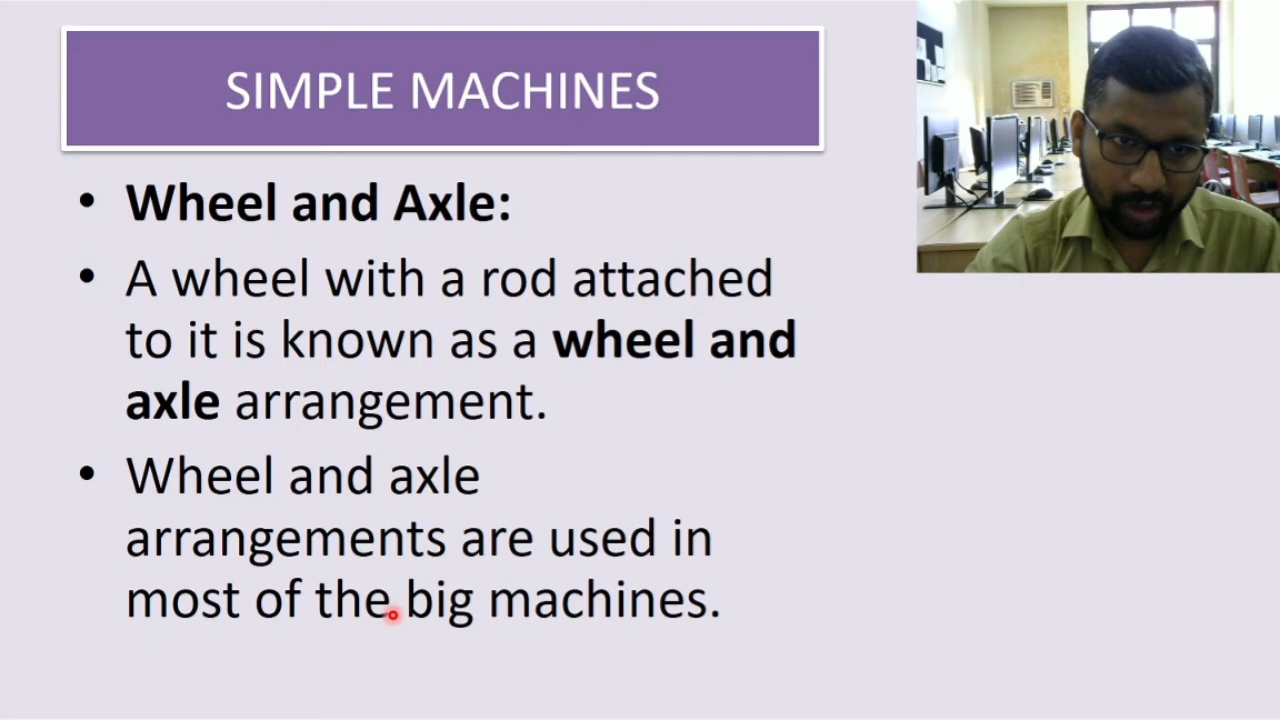 SIMPLE MACHINES
• Wheel and Axle:
• A wheel with a rod attached
to it is known as a wheel and
axle arrangement.
• Wheel and axle
arrangements are used in
most of the big machines.